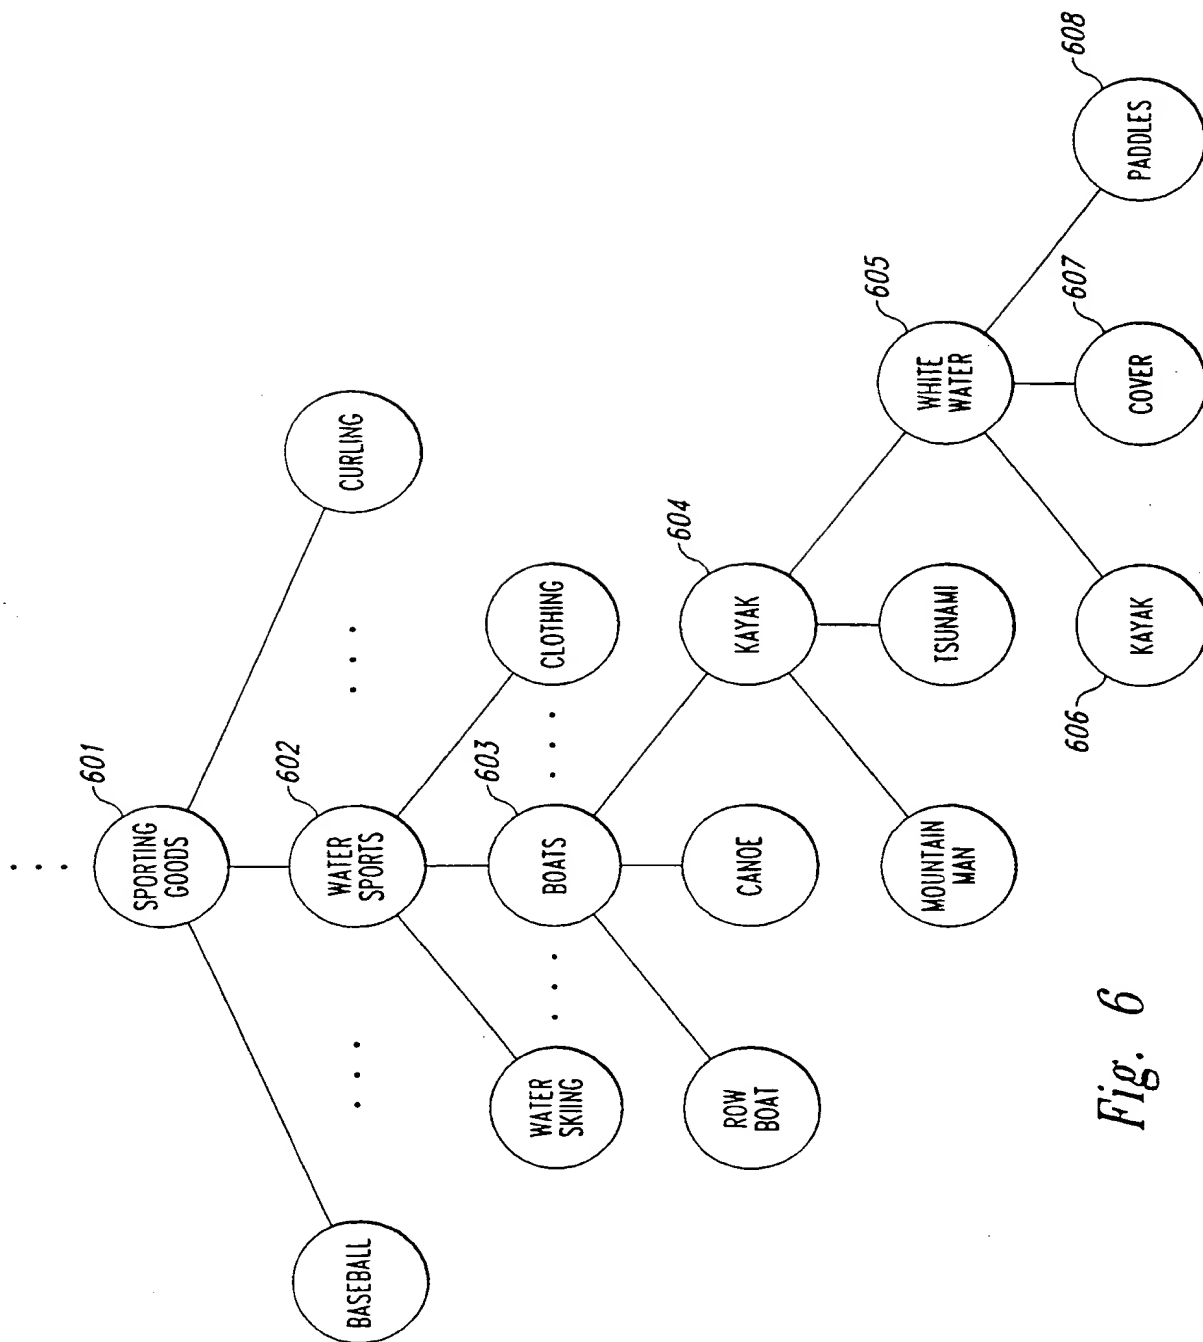 601
SPORTING
GOODS
BASEBALL
602
WATER
SPORTS
CURLING
WATER
SKIING
603
BOATS
CLOTHING
ROW
BOAT
CANOE
604
KAYAK
MOUNTAIN
MAN
TSUNAMI
605
WHITE
WATER
606
KAYAK
607
COVER
608
PADDLES
Fig. 6